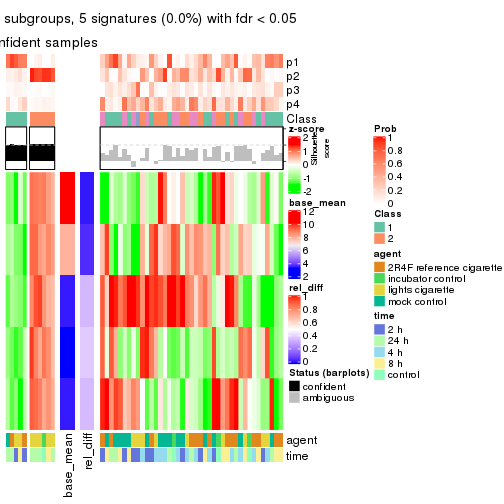 subgroups, 5 signatures (0.0%) with fdr < 0.05
nfident samples
p1
p2
p3
p4
Class
z-score
2
1
0
-1
-2
Silhouette
score
base_mean
12
10
8
6
4
2
rel_diff
1
0.8
0.6
0.4
0.2
0
Status (barplots)
confident
ambiguous
Prob
1
0.8
0.6
0.4
0.2
0
Class
1
2
agent
2R4F reference cigarette
incubator control
lights cigarette
mock control
time
2 h
24 h
4 h
8 h
control
agent
time
base_mean
rel_diff